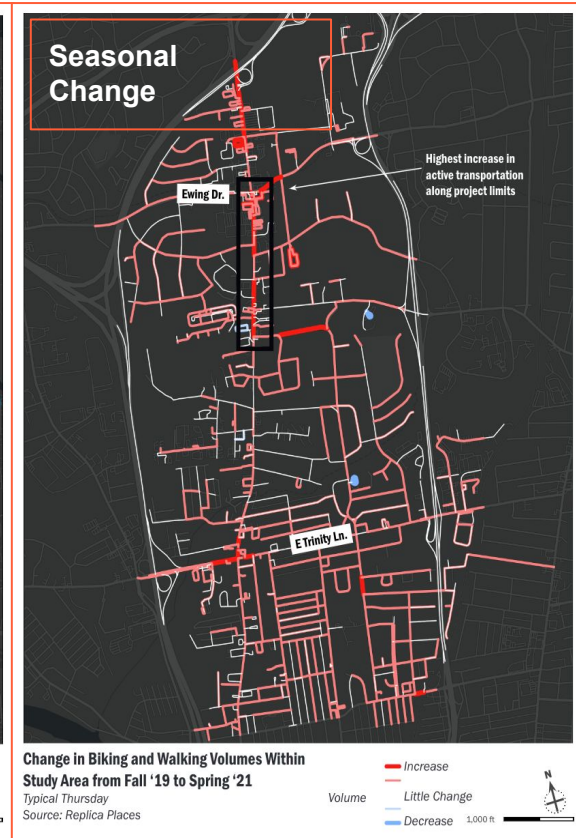 Seasonal
Change
Highest increase in
active transportation
along project limits
Ewing Dr.
E Trinity Ln.
Change in Biking and Walking Volumes Within
Study Area from Fall ‘19 to Spring ‘21
Typical Thursday
Source: Replica Places
Volume
Increase
Little Change
Decrease
1,000 ft
N